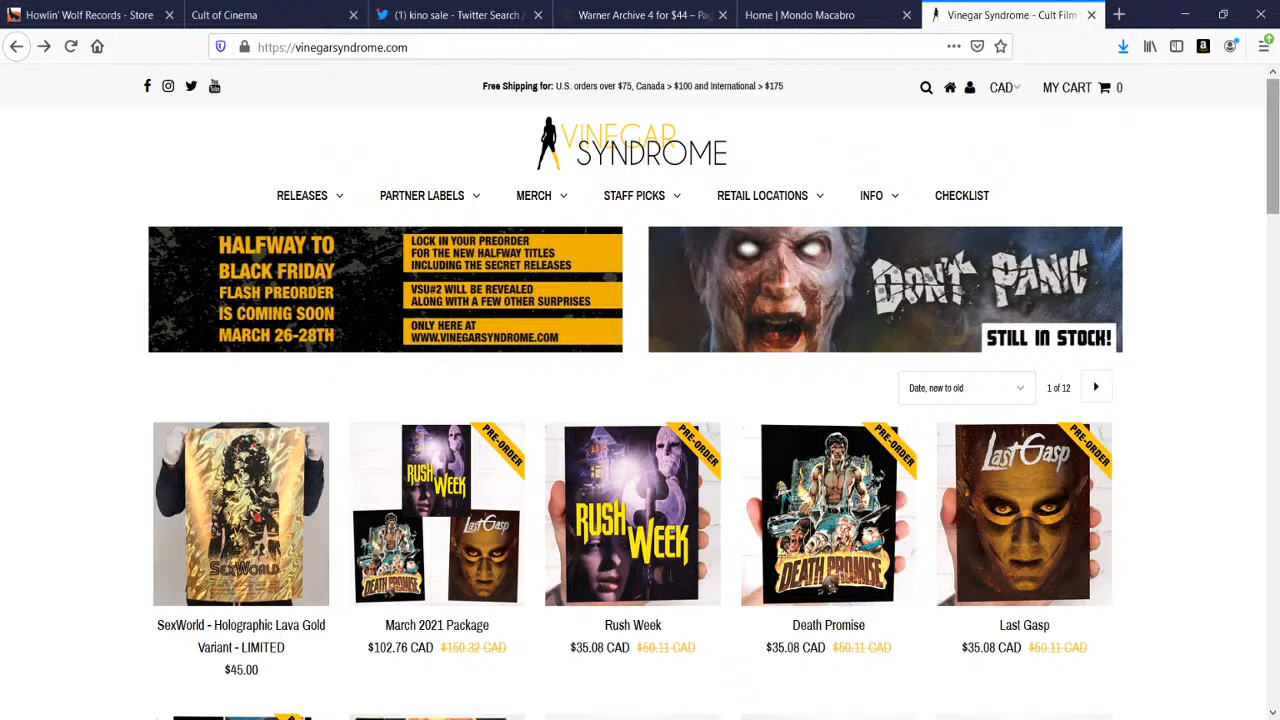 Howlin' Wolf Records - Store
Cult of Cinema
(1) kino sale - Twitter Search /
Warner Archive 4 for $44 – Pag
Home | Mondo Macabro
Vinegar Syndrome - Cult Film
https://vinegarsyndrome.com
Free Shipping for: U.S. orders over $75, Canada > $100 and International > $175
CAD
MY CART 0
VINEGAR
SYNDROME
RELEASES PARTNER LABELS MERCH STAFF PICKS RETAIL LOCATIONS INFO CHECKLIST
HALFWAY TO
BLACK FRIDAY
FLASH PREORDER
IS COMING SOON
MARCH 26-28TH
LOCK IN YOUR PREORDER
FOR THE NEW HALFWAY TITLES
INCLUDING THE SECRET RELEASES
VSU#2 WILL BE REVEALED
ALONG WITH A FEW OTHER SURPRISES
ONLY HERE AT
WWW.VINEGARSYNDROME.COM
DON'T PANIC
STILL IN STOCK!
Date, new to old
1 of 12
SEXWORLD
PRE-ORDER
RUSH
WEEK
DEATH PROMISE
Last Gasp
PRE-ORDER
RUSH
WEEK
PRE-ORDER
DEATH PROMISE
PRE-ORDER
Last Gasp
SexWorld - Holographic Lava Gold
Variant - LIMITED
$45.00
March 2021 Package
$102.76 CAD $150.32 CAD
Rush Week
$35.08 CAD $50.11 CAD
Death Promise
$35.08 CAD $50.11 CAD
Last Gasp
$35.08 CAD $50.11 CAD